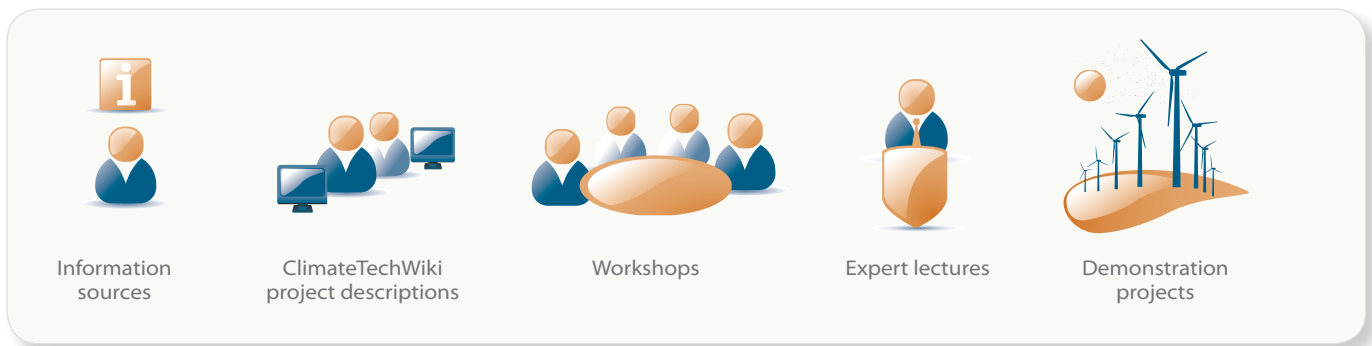 i
Information
sources
ClimateTechWiki
project descriptions
Workshops
Expert lectures
Demonstration
projects